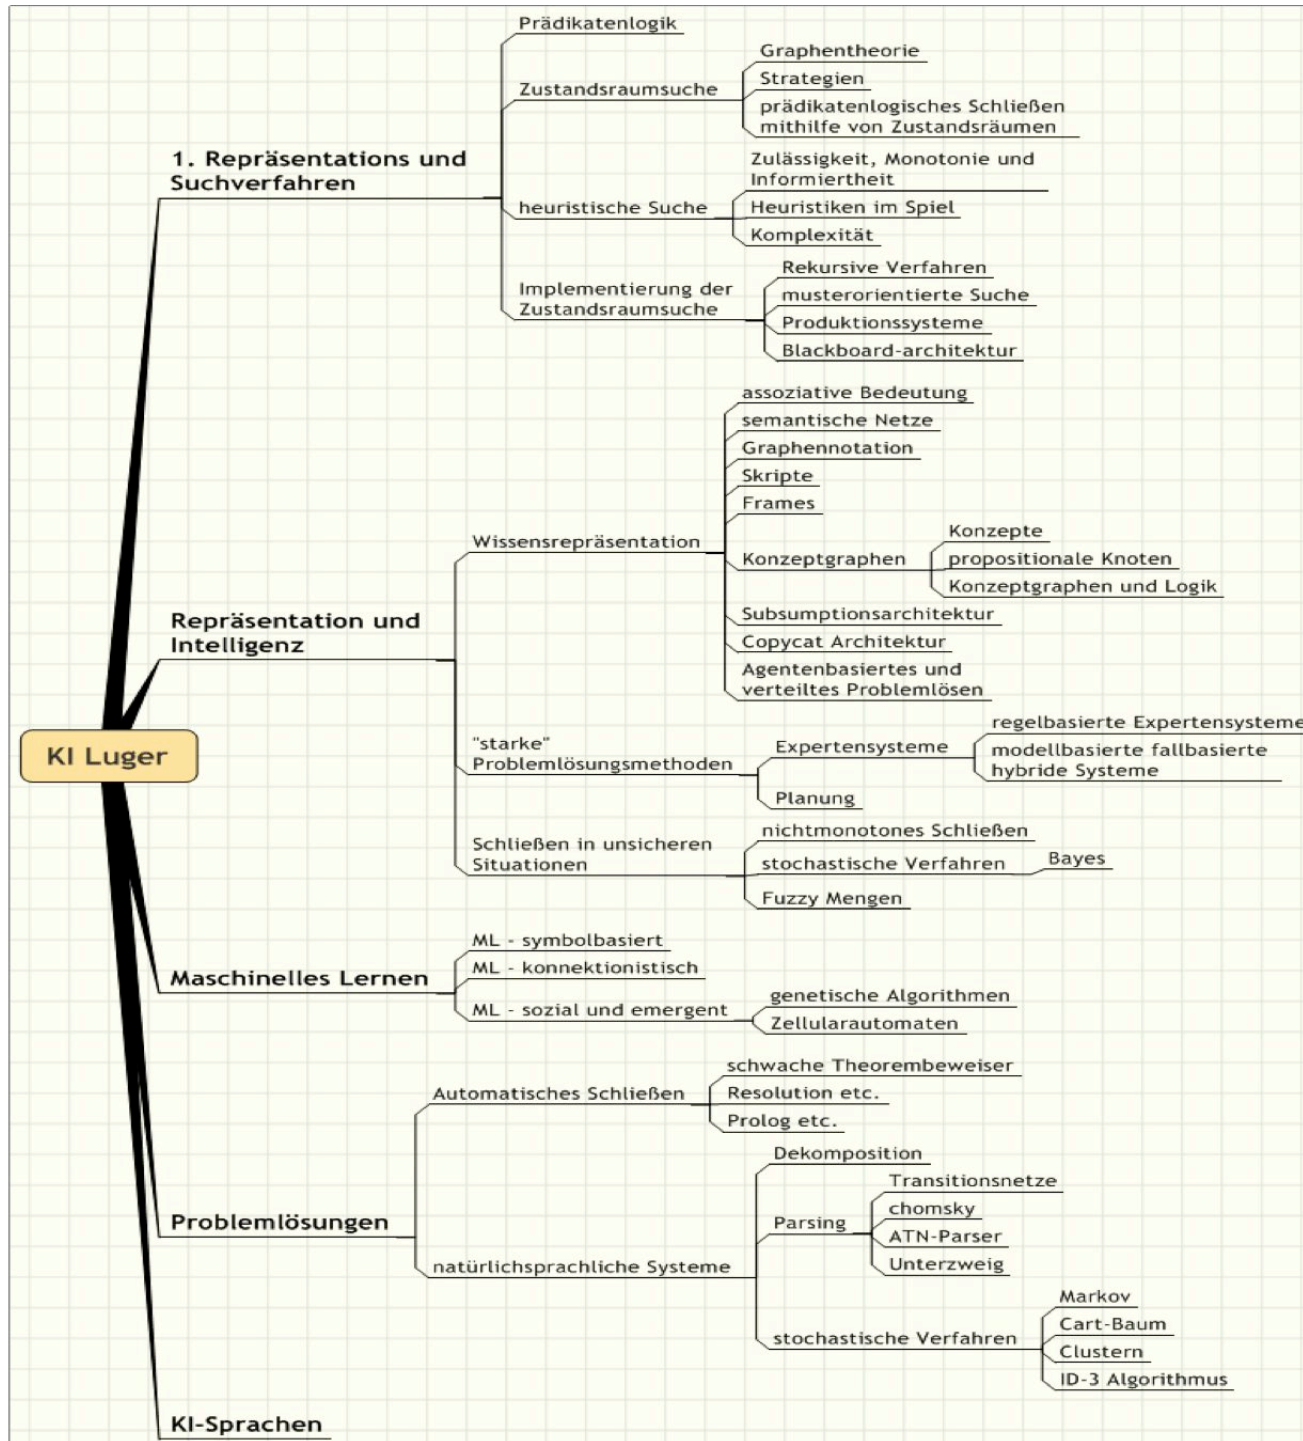 Prädikatenlogik
Graphentheorie
Strategien
Zustandsraumsuche
prädikatenlogisches Schließen
mithilfe von Zustandsräumen
1. Repräsentations und
Suchverfahren
Zulässigkeit, Monotonie und
Informiertheit
heuristische Suche
Heuristiken im Spiel
Komplexität
Rekursive Verfahren
Implementierung der
Zustandsraumsuche
musterorientierte Suche
Produktionssysteme
Blackboard-architektur
assoziative Bedeutung
semantische Netze
Graphennotation
Skripte
Frames
Wissensrepräsentation
Konzeptgraphen
Konzepte
propositionale Knoten
Konzeptgraphen und Logik
Repräsentation und
Intelligenz
Subsumptionsarchitektur
Copycat Architektur
Agentenbasiertes und
verteiltes Problemlösen
KI Luger
"starke"
Problemlösungsmethoden
Expertensysteme
regelbasierte Expertensysteme
modellbasierte fallbasierte
hybride Systeme
Planung
Schließen in unsicheren
Situationen
nichtmonotones Schließen
stochastische Verfahren
Bayes
Fuzzy Mengen
Maschinelles Lernen
ML - symbolbasiert
ML - konnektionistisch
ML - sozial und emergent
genetische Algorithmen
Zellularautomaten
Automatisches Schließen
schwache Theorembeweiser
Resolution etc.
Prolog etc.
Problemlösungen
natürlichsprachliche Systeme
Dekomposition
Parsing
Transitionsnetze
chomsky
ATN-Parser
Unterzweig
stochastische Verfahren
Markov
Cart-Baum
Clustern
ID-3 Algorithmus
KI-Sprachen